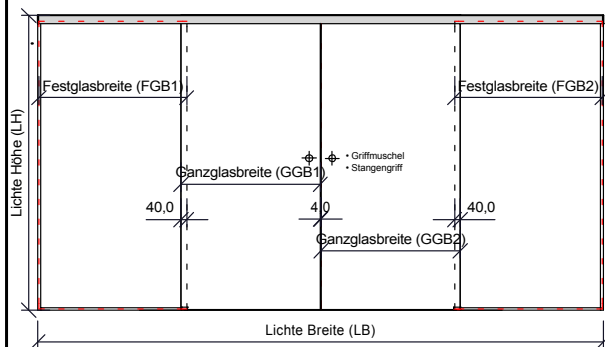 Festglasbreite (FGB1)
Festglasbreite (FGB2)
Lichte Höhe (LH)
• Griffmuschel
• Stangengriff
Ganzglasbreite (GGB1)
40,0
4,0
40,0
Ganzglasbreite (GGB2)
Lichte Breite (LB)